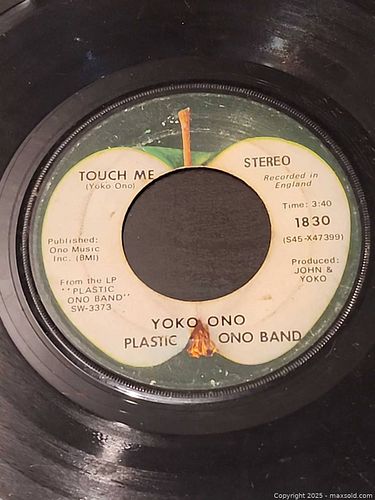 TOUCH ME
(Yoko Ono)
STEREO
Recorded in
England
Time: 3:40
1830
(S45-X47399)
Published:
Ono Music
Inc. (BMI)
Produced:
JOHN &
YOKO
From the LP
"PLASTIC
ONO BAND"
SW-3373
YOKO ONO
PLASTIC ONO BAND
Copyright 2025 - maxsold.com